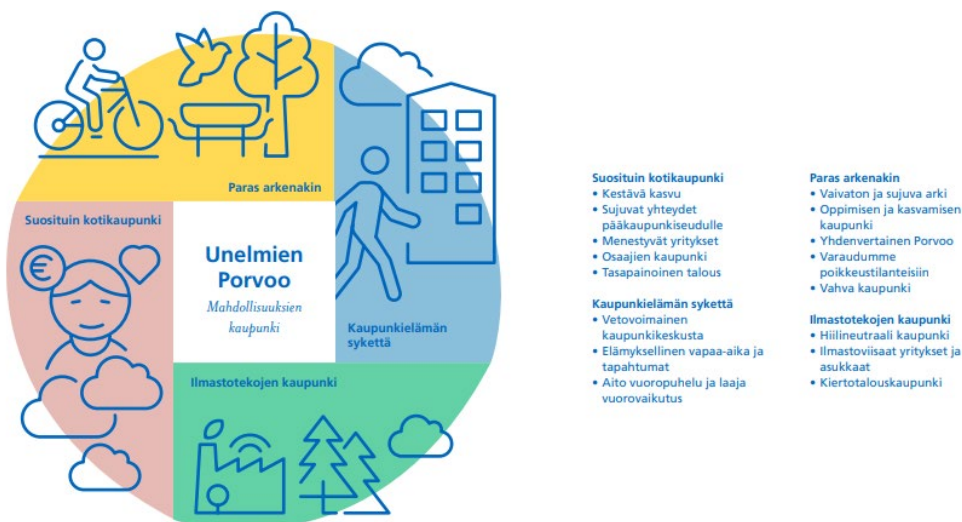 Paras arkenakin
Suosituin kotikaupunki
€
Unelmien
Porvoo
Mahdollisuuksien
kaupunki
Kaupunkielämän
sykettä
Ilmastotekojen kaupunki
Suosituin kotikaupunki
• Kestävä kasvu
• Sujuvat yhteydet
pääkaupunkiseudulle
• Menestyvät yritykset
• Osaajien kaupunki
• Tasapainoinen talous
Kaupunkielämän sykettä
• Vetovoimainen
kaupunkikeskusta
• Elämyksellinen vapaa-aika ja
tapahtumat
• Aito vuoropuhelu ja laaja
vuorovaikutus
Paras arkenakin
• Vaivaton ja sujuva arki
• Oppimisen ja kasvamisen
kaupunki
• Yhdenvertainen Porvoo
• Varaudumme
poikkeustilanteisiin
• Vahva kaupunki
Ilmastotekojen kaupunki
• Hiilineutraali kaupunki
• Ilmastoviisaat yritykset ja
asukkaat
• Kiertotalouskaupunki